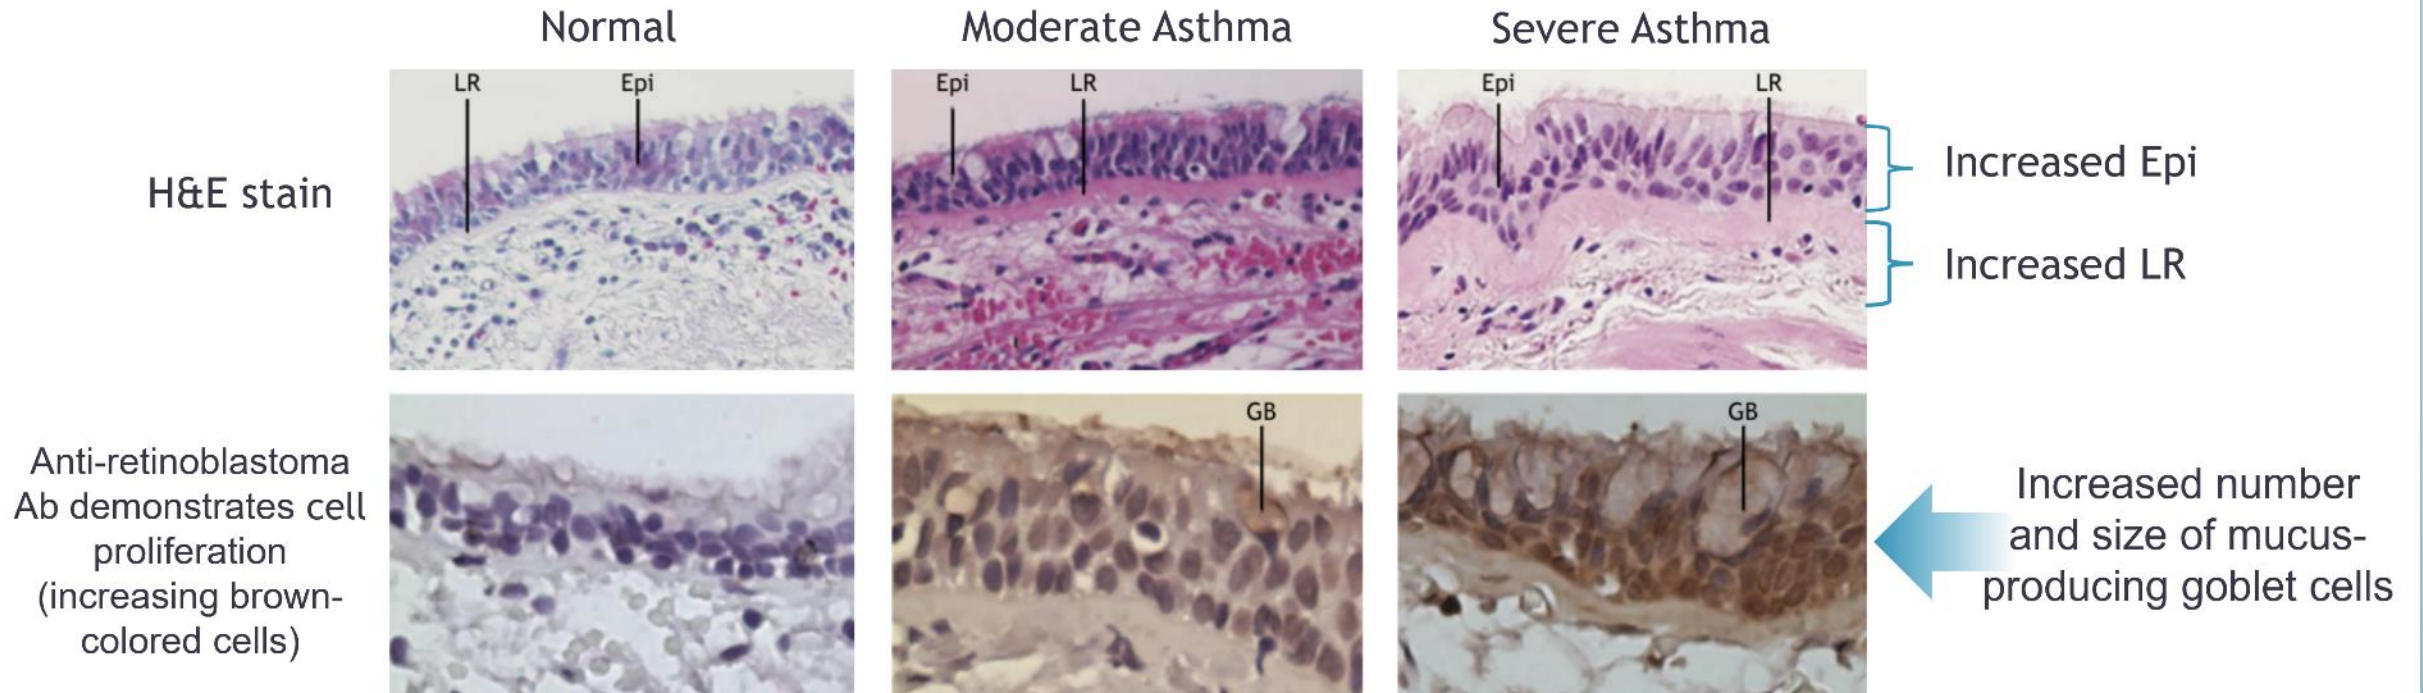 Normal
Moderate Asthma
Severe Asthma
H&E stain
LR
Epi
Epi
LR
Epi
LR
Increased Epi
Increased LR
Anti-retinoblastoma
Ab demonstrates cell
proliferation
(increasing brown-
colored cells)
GB
GB
Increased number
and size of mucus-
producing goblet cells